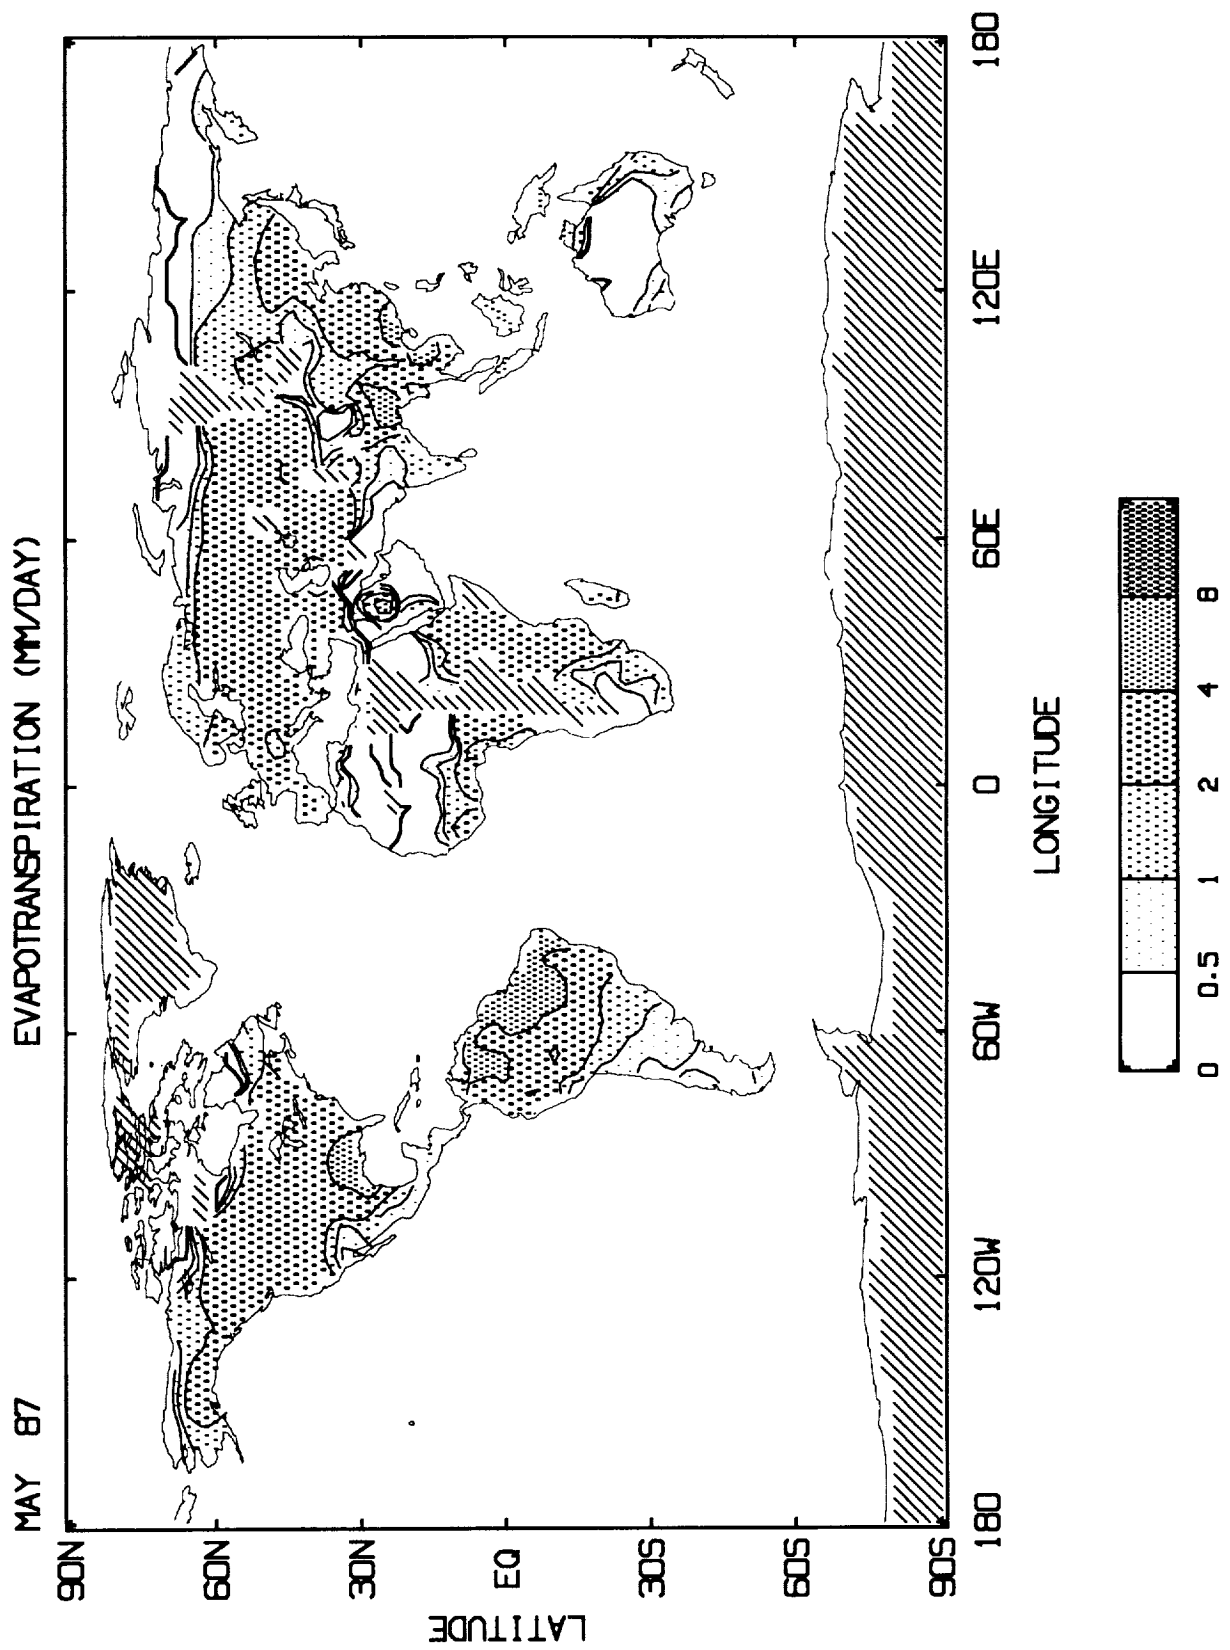 MAY 87
EVAPOTRANSPIRATION (MM/DAY)
90N
60N
30N
EQ
30S
60S
90S
LATITUDE
180
120W
60W
0
60E
120E
180
LONGITUDE
0
0.5
1
2
4
8